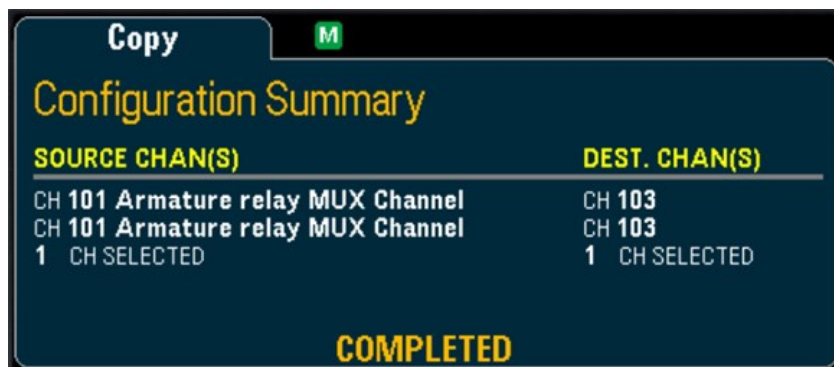 Copy M
Configuration Summary
SOURCE CHAN(S) DEST. CHAN(S)
CH 101 Armature relay MUX Channel CH 103
CH 101 Armature relay MUX Channel CH 103
1 CH SELECTED 1 CH SELECTED
COMPLETED